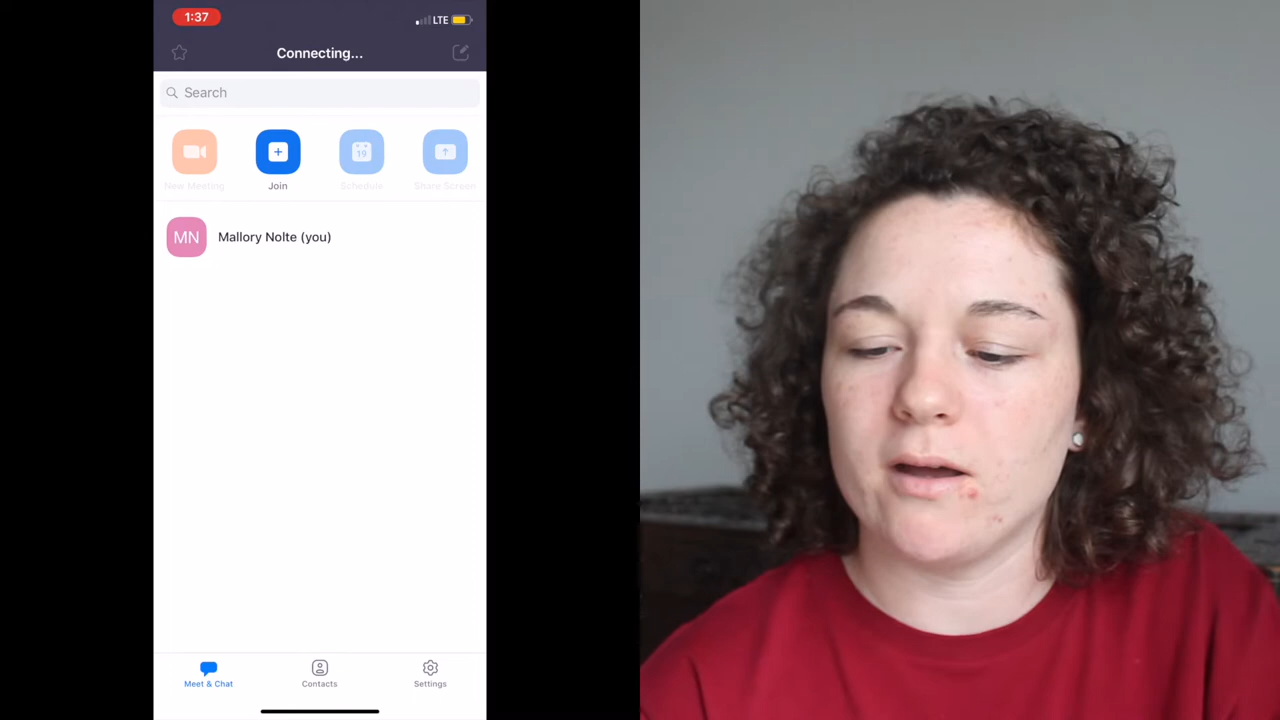 1:37 LTE
Connecting...
Search
19
New Meeting Join Schedule Share Screen
MN Mallory Nolte (you)
Meet & Chat Contacts Settings